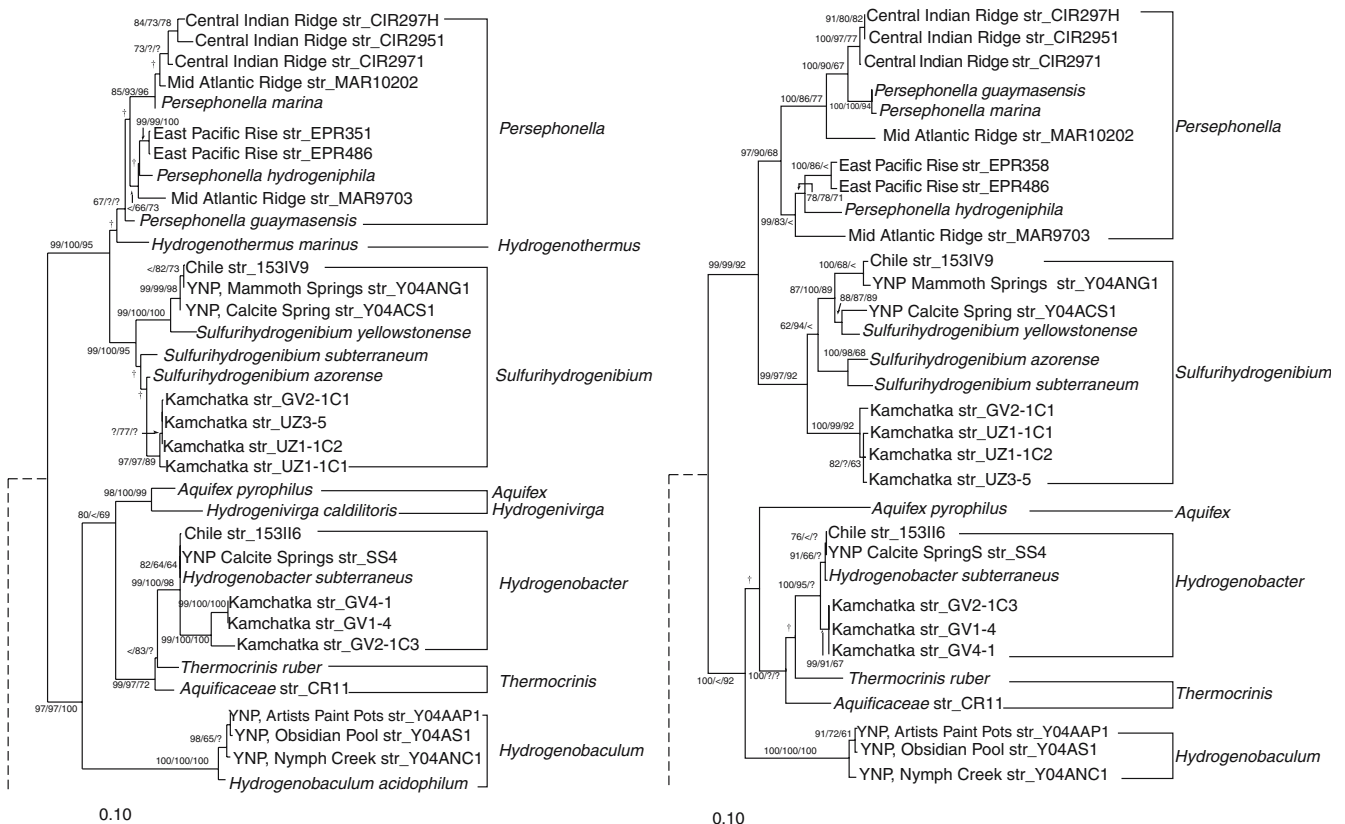 84/73/78
Central Indian Ridge str_CIR297H
Central Indian Ridge str_CIR2951
73/?/?
Central Indian Ridge str_CIR2971
†
Mid Atlantic Ridge str_MAR10202
85/93/96
Persephonella marina
†
99/99/100
East Pacific Rise str_EPR351
Persephonella
East Pacific Rise str_EPR486
†
Persephonella hydrogeniphila
Mid Atlantic Ridge str_MAR9703
67/?/?
</66/73
Persephonella guaymasensis
†
99/100/95
Hydrogenothermus marinus
Hydrogenothermus
</82/73
Chile str_153IV9
99/99/98
YNP, Mammoth Springs str_Y04ANG1
99/100/100
YNP, Calcite Spring str_Y04ACS1
Sulfurihydrogenibium yellowstonense
99/100/95
Sulfurihydrogenibium subterraneum
†
Sulfurihydrogenibium azorense
Sulfurihydrogenibium
†
Kamchatka str_GV2-1C1
Kamchatka str_UZ3-5
?/77/?
Kamchatka str_UZ1-1C2
97/97/89
Kamchatka str_UZ1-1C1
98/100/99
Aquifex pyrophilus
Aquifex
80/</69
Hydrogenivirga caldilitoris
Hydrogenivirga
Chile str_153II6
YNP Calcite Springs str_SS4
82/64/64
Hydrogenobacter subterraneus
Hydrogenobacter
99/100/98
99/100/100
Kamchatka str_GV4-1
Kamchatka str_GV1-4
99/100/100
Kamchatka str_GV2-1C3
</83/?
Thermocrinis ruber
Thermocrinis
99/97/72
Aquificaceae str_CR11
97/97/100
YNP, Artists Paint Pots str_Y04AAP1
98/65/?
YNP, Obsidian Pool str_Y04AS1
Hydrogenobaculum
100/100/100
YNP, Nymph Creek str_Y04ANC1
Hydrogenobaculum acidophilum
0.10
91/80/82
Central Indian Ridge str_CIR297H
100/97/77
Central Indian Ridge str_CIR2951
Central Indian Ridge str_CIR2971
100/90/67
Persephonella guaymasensis
100/86/77
100/100/94
Persephonella marina
Persephonella
Mid Atlantic Ridge str_MAR10202
97/90/68
100/86/<
East Pacific Rise str_EPR358
East Pacific Rise str_EPR486
78/78/71
Persephonella hydrogeniphila
99/83/<
Mid Atlantic Ridge str_MAR9703
99/99/92
100/68/<
Chile str_153IV9
87/100/89
YNP Mammoth Springs str_Y04ANG1
88/87/89
YNP Calcite Spring str_Y04ACS1
62/94/<
Sulfurihydrogenibium yellowstonense
100/98/68
Sulfurihydrogenibium azorense
Sulfurihydrogenibium
99/97/92
Sulfurihydrogenibium subterraneum
Kamchatka str_GV2-1C1
100/99/92
Kamchatka str_UZ1-1C1
Kamchatka str_UZ1-1C2
82/?/63
Kamchatka str_UZ3-5
Aquifex pyrophilus
Aquifex
76/</?
Chile str_153II6
91/66/?
YNP Calcite SpringS str_SS4
†
100/95/?
Hydrogenobacter subterraneus
Hydrogenobacter
Kamchatka str_GV2-1C3
†
Kamchatka str_GV1-4
Kamchatka str_GV4-1
99/91/67
100/</92
100/?/?
Thermocrinis ruber
Thermocrinis
Aquificaceae str_CR11
91/72/61
YNP, Artists Paint Pots str_Y04AAP1
100/100/100
YNP, Obsidian Pool str_Y04AS1
Hydrogenobaculum
YNP, Nymph Creek str_Y04ANC1
0.10